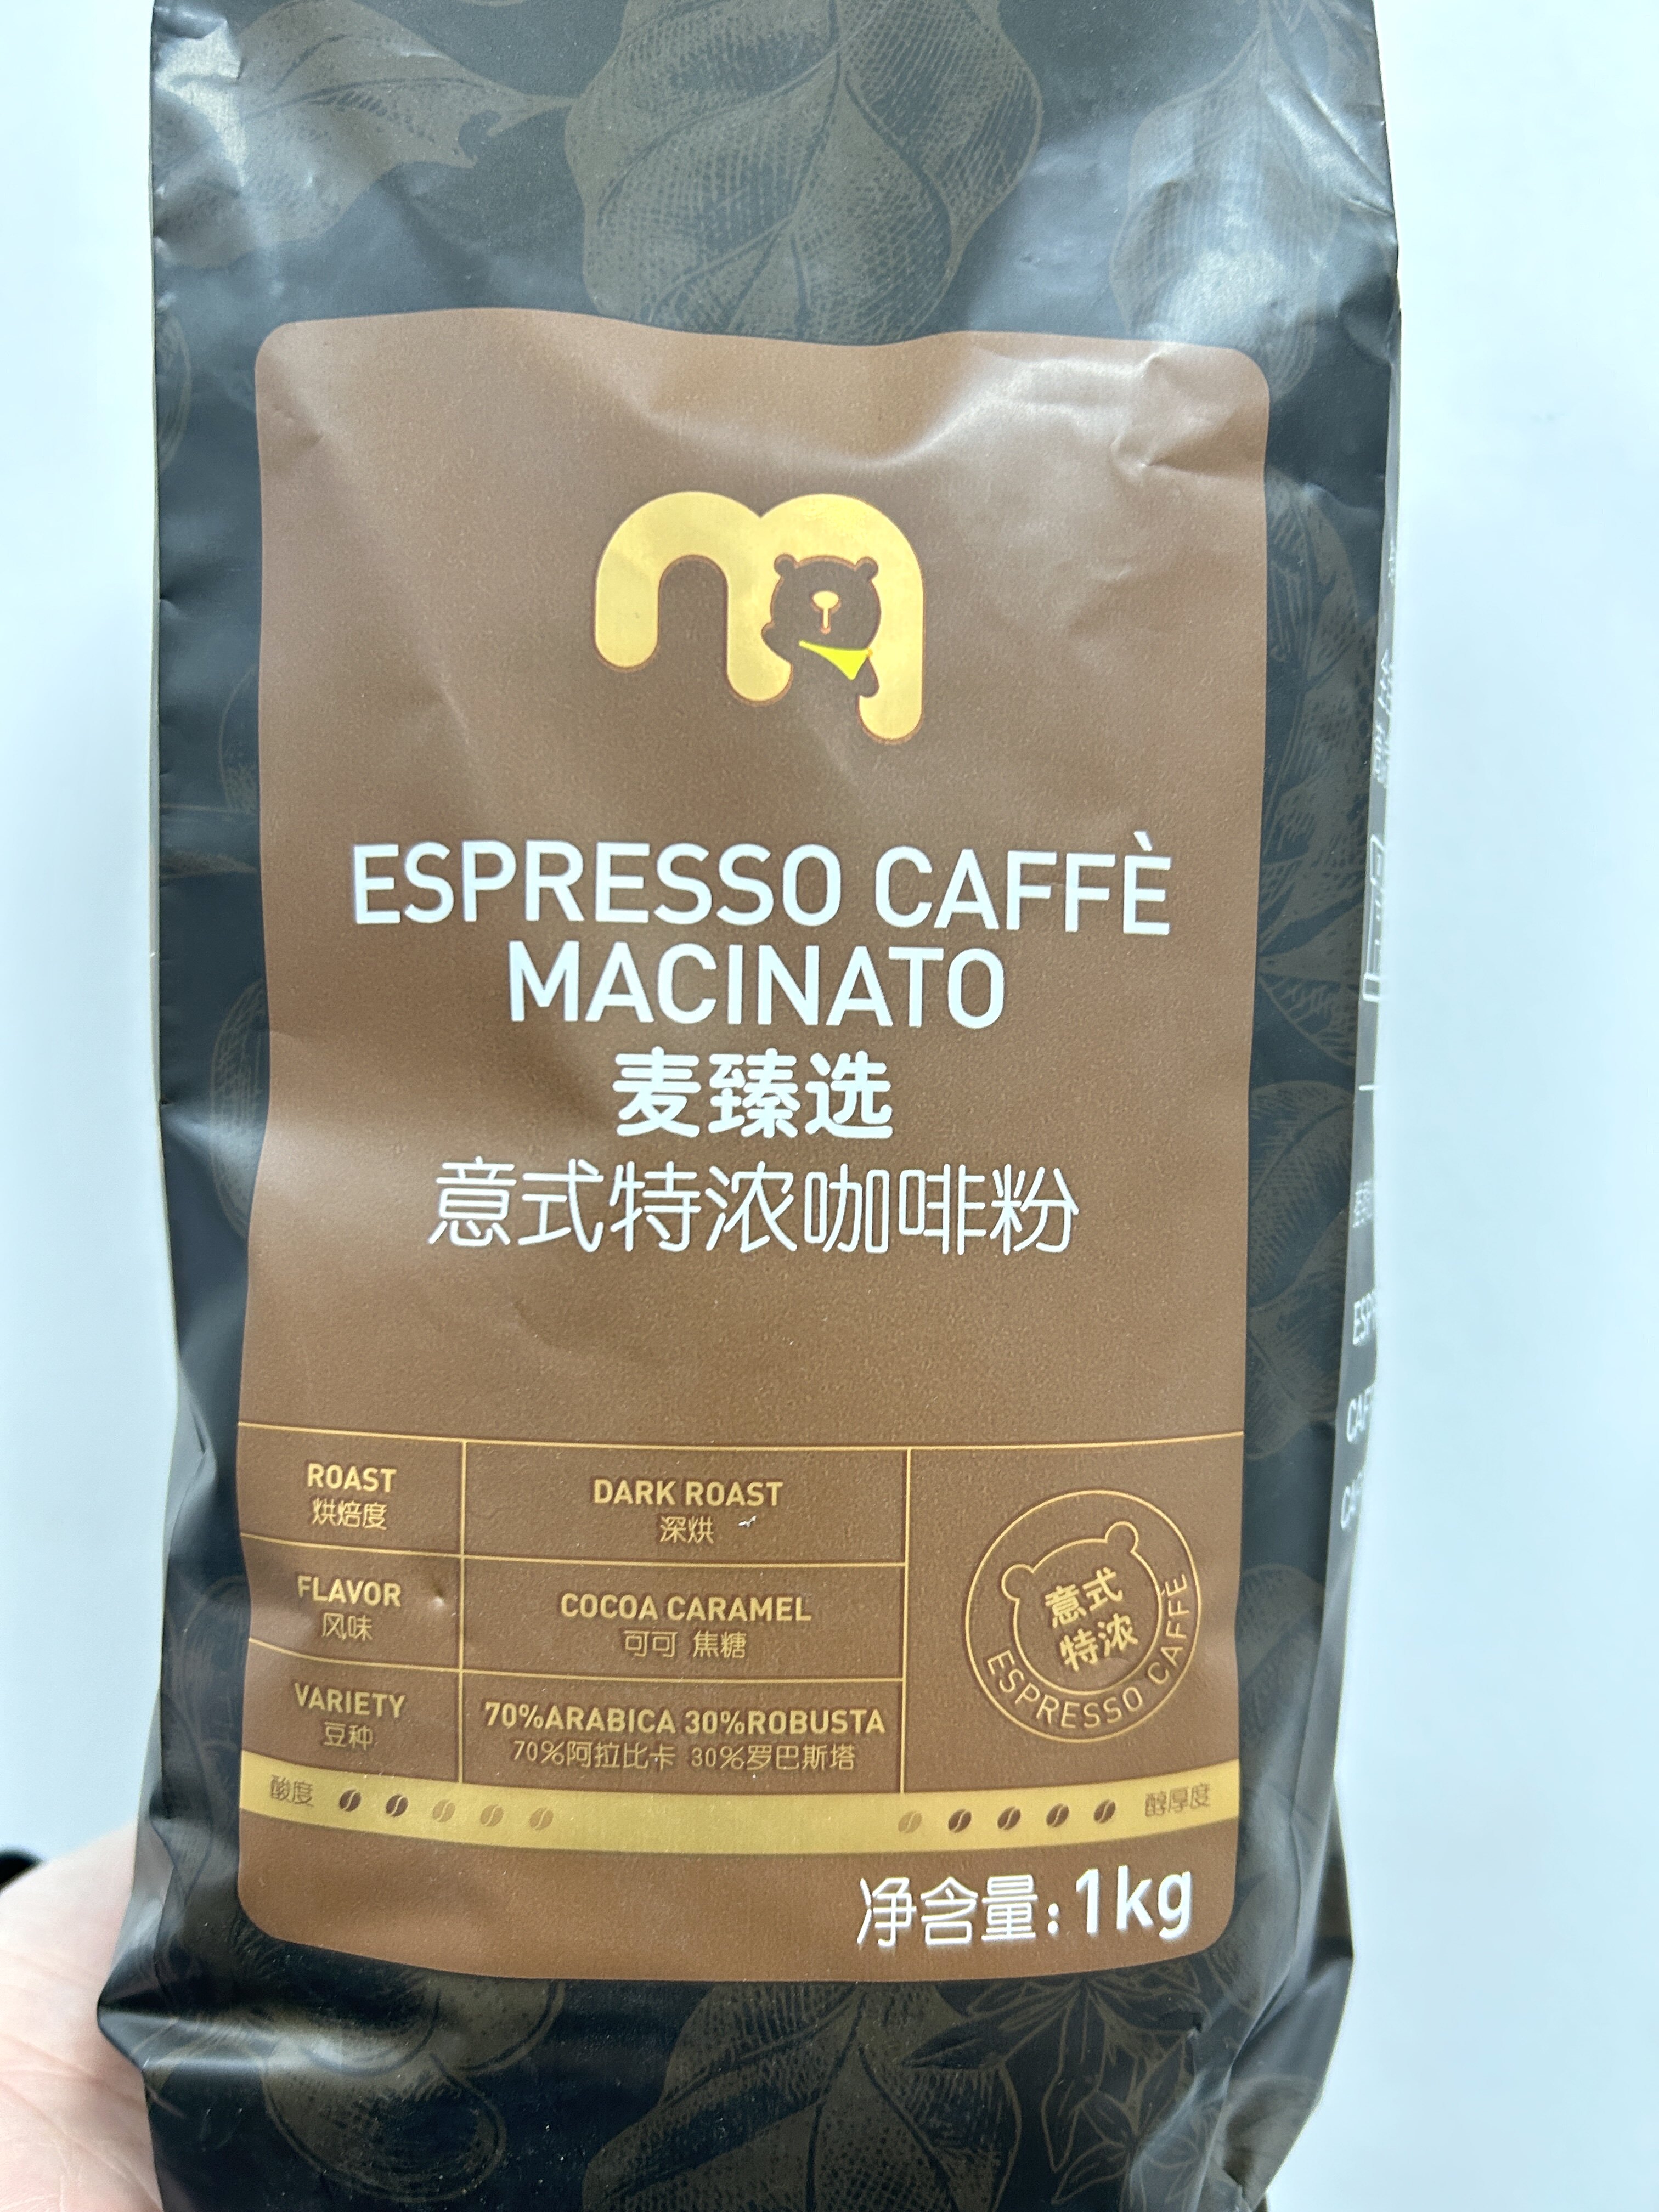 ESPRESSO CAFFÈ
MACINATO
麦臻选
意式特浓咖啡粉
ROAST
烘焙度
DARK ROAST
深烘
FLAVOR
风味
COCOA CARAMEL
可可 焦糖
VARIETY
豆种
70%ARABICA 30%ROBUSTA
70%阿拉比卡 30%罗巴斯塔
意式
特浓
ESPRESSO CAFFÈ
酸度
醇厚度
净含量:1kg